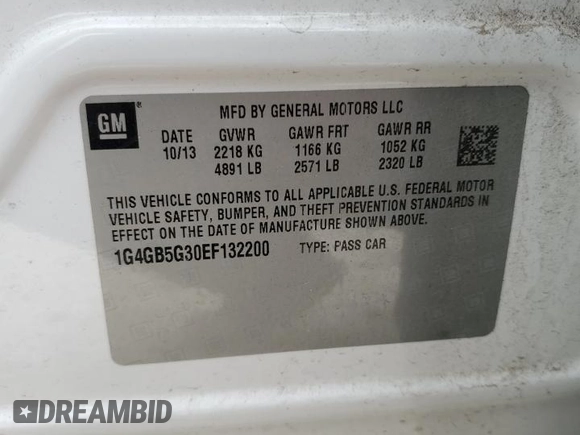 GM
®
MFD BY GENERAL MOTORS LLC
DATE GVWR GAWR FRT GAWR RR
10/13 2218 KG 1166 KG 1052 KG
4891 LB 2571 LB 2320 LB
THIS VEHICLE CONFORMS TO ALL APPLICABLE U.S. FEDERAL MOTOR
VEHICLE SAFETY, BUMPER, AND THEFT PREVENTION STANDARDS IN
EFFECT ON THE DATE OF MANUFACTURE SHOWN ABOVE.
1G4GB5G30EF132200 TYPE: PASS CAR
DREAMBID